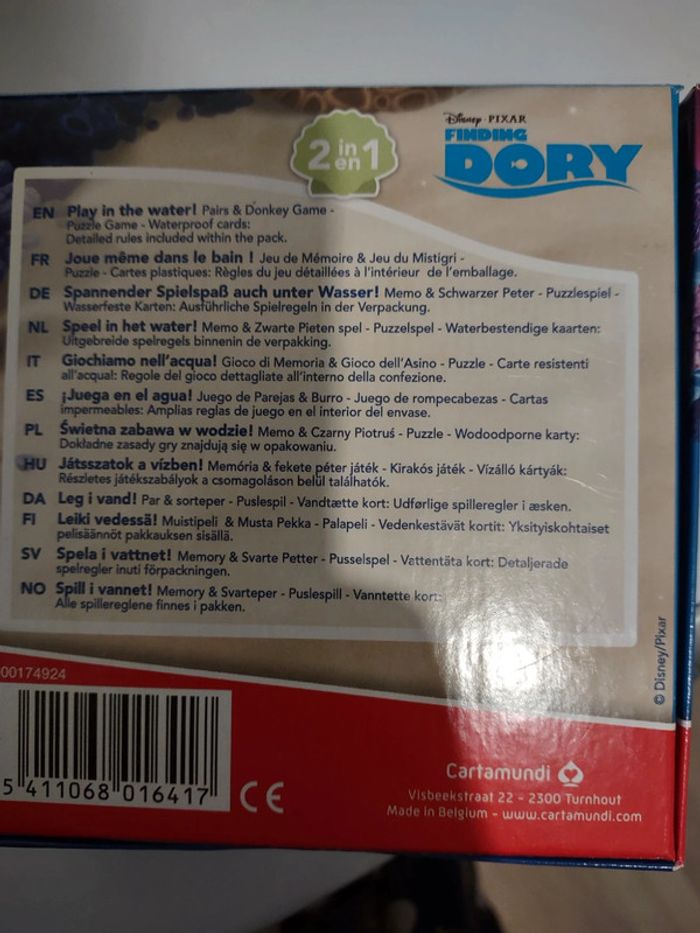 Disney · PIXAR
FINDING
DORY
2 in en 1
EN Play in the water! Pairs & Donkey Game -
Puzzle Game - Waterproof cards:
Detailed rules included within the pack.
FR Joue même dans le bain ! Jeu de Mémoire & Jeu du Mistigri -
Puzzle - Cartes plastiques: Règles du jeu détaillées à l'intérieur de l'emballage.
DE Spannender Spielspaß auch unter Wasser! Memo & Schwarzer Peter - Puzzlespiel -
Wasserfeste Karten: Ausführliche Spielregeln in der Verpackung.
NL Speel in het water! Memo & Zwarte Pieten spel - Puzzelspel - Waterbestendige kaarten:
Uitgebreide spelregels binnenin de verpakking.
IT Giochiamo nell'acqua! Gioco di Memoria & Gioco dell'Asino - Puzzle - Carte resistenti
all'acqua!: Regole del gioco dettagliate all'interno della confezione.
ES ¡Juega en el agua! Juego de Parejas & Burro - Juego de rompecabezas - Cartas
impermeables: Amplias reglas de juego en el interior del envase.
PL Świetna zabawa w wodzie! Memo & Czarny Piotruś - Puzzle - Wodoodporne karty:
Dokładne zasady gry znajdują się w opakowaniu.
HU Játsszatok a vízben! Memória & fekete péter játék - Kirakós játék - Vízálló kártyák:
Részletes játékszabályok a csomagoláson belül találhatók.
DA Leg i vand! Par & sorteper - Puslespil - Vandtætte kort: Udførlige spilleregler i æsken.
FI Leiki vedessä! Muistipeli & Musta Pekka - Palapeli - Vedenkestävät kortit: Yksityiskohtaiset
pelisäännöt pakkauksen sisällä.
SV Spela i vattnet! Memory & Svarte Petter - Pusselspel - Vattentäta kort: Detaljerade
spelregler inuti förpackningen.
NO Spill i vannet! Memory & Svarteper - Puslespill - Vanntette kort:
Alle spillereglene finnes i pakken.
© Disney/Pixar
00174924
5 411068 016417
CE
Cartamundi
Visbeekstraat 22 - 2300 Turnhout
Made in Belgium - www.cartamundi.com